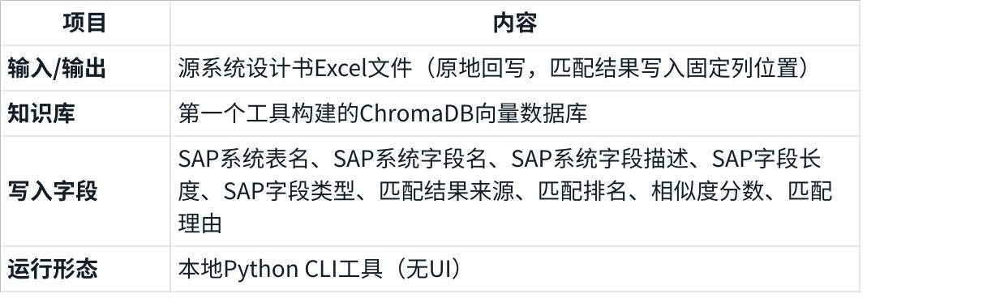 项目 内容
输入/输出 源系统设计书Excel文件（原地回写，匹配结果写入固定列位置）
知识库 第一个工具构建的ChromaDB向量数据库
写入字段 SAP系统表名、SAP系统字段名、SAP系统字段描述、SAP字段长
度、SAP字段类型、匹配结果来源、匹配排名、相似度分数、匹配
理由
运行形态 本地Python CLI工具（无UI）